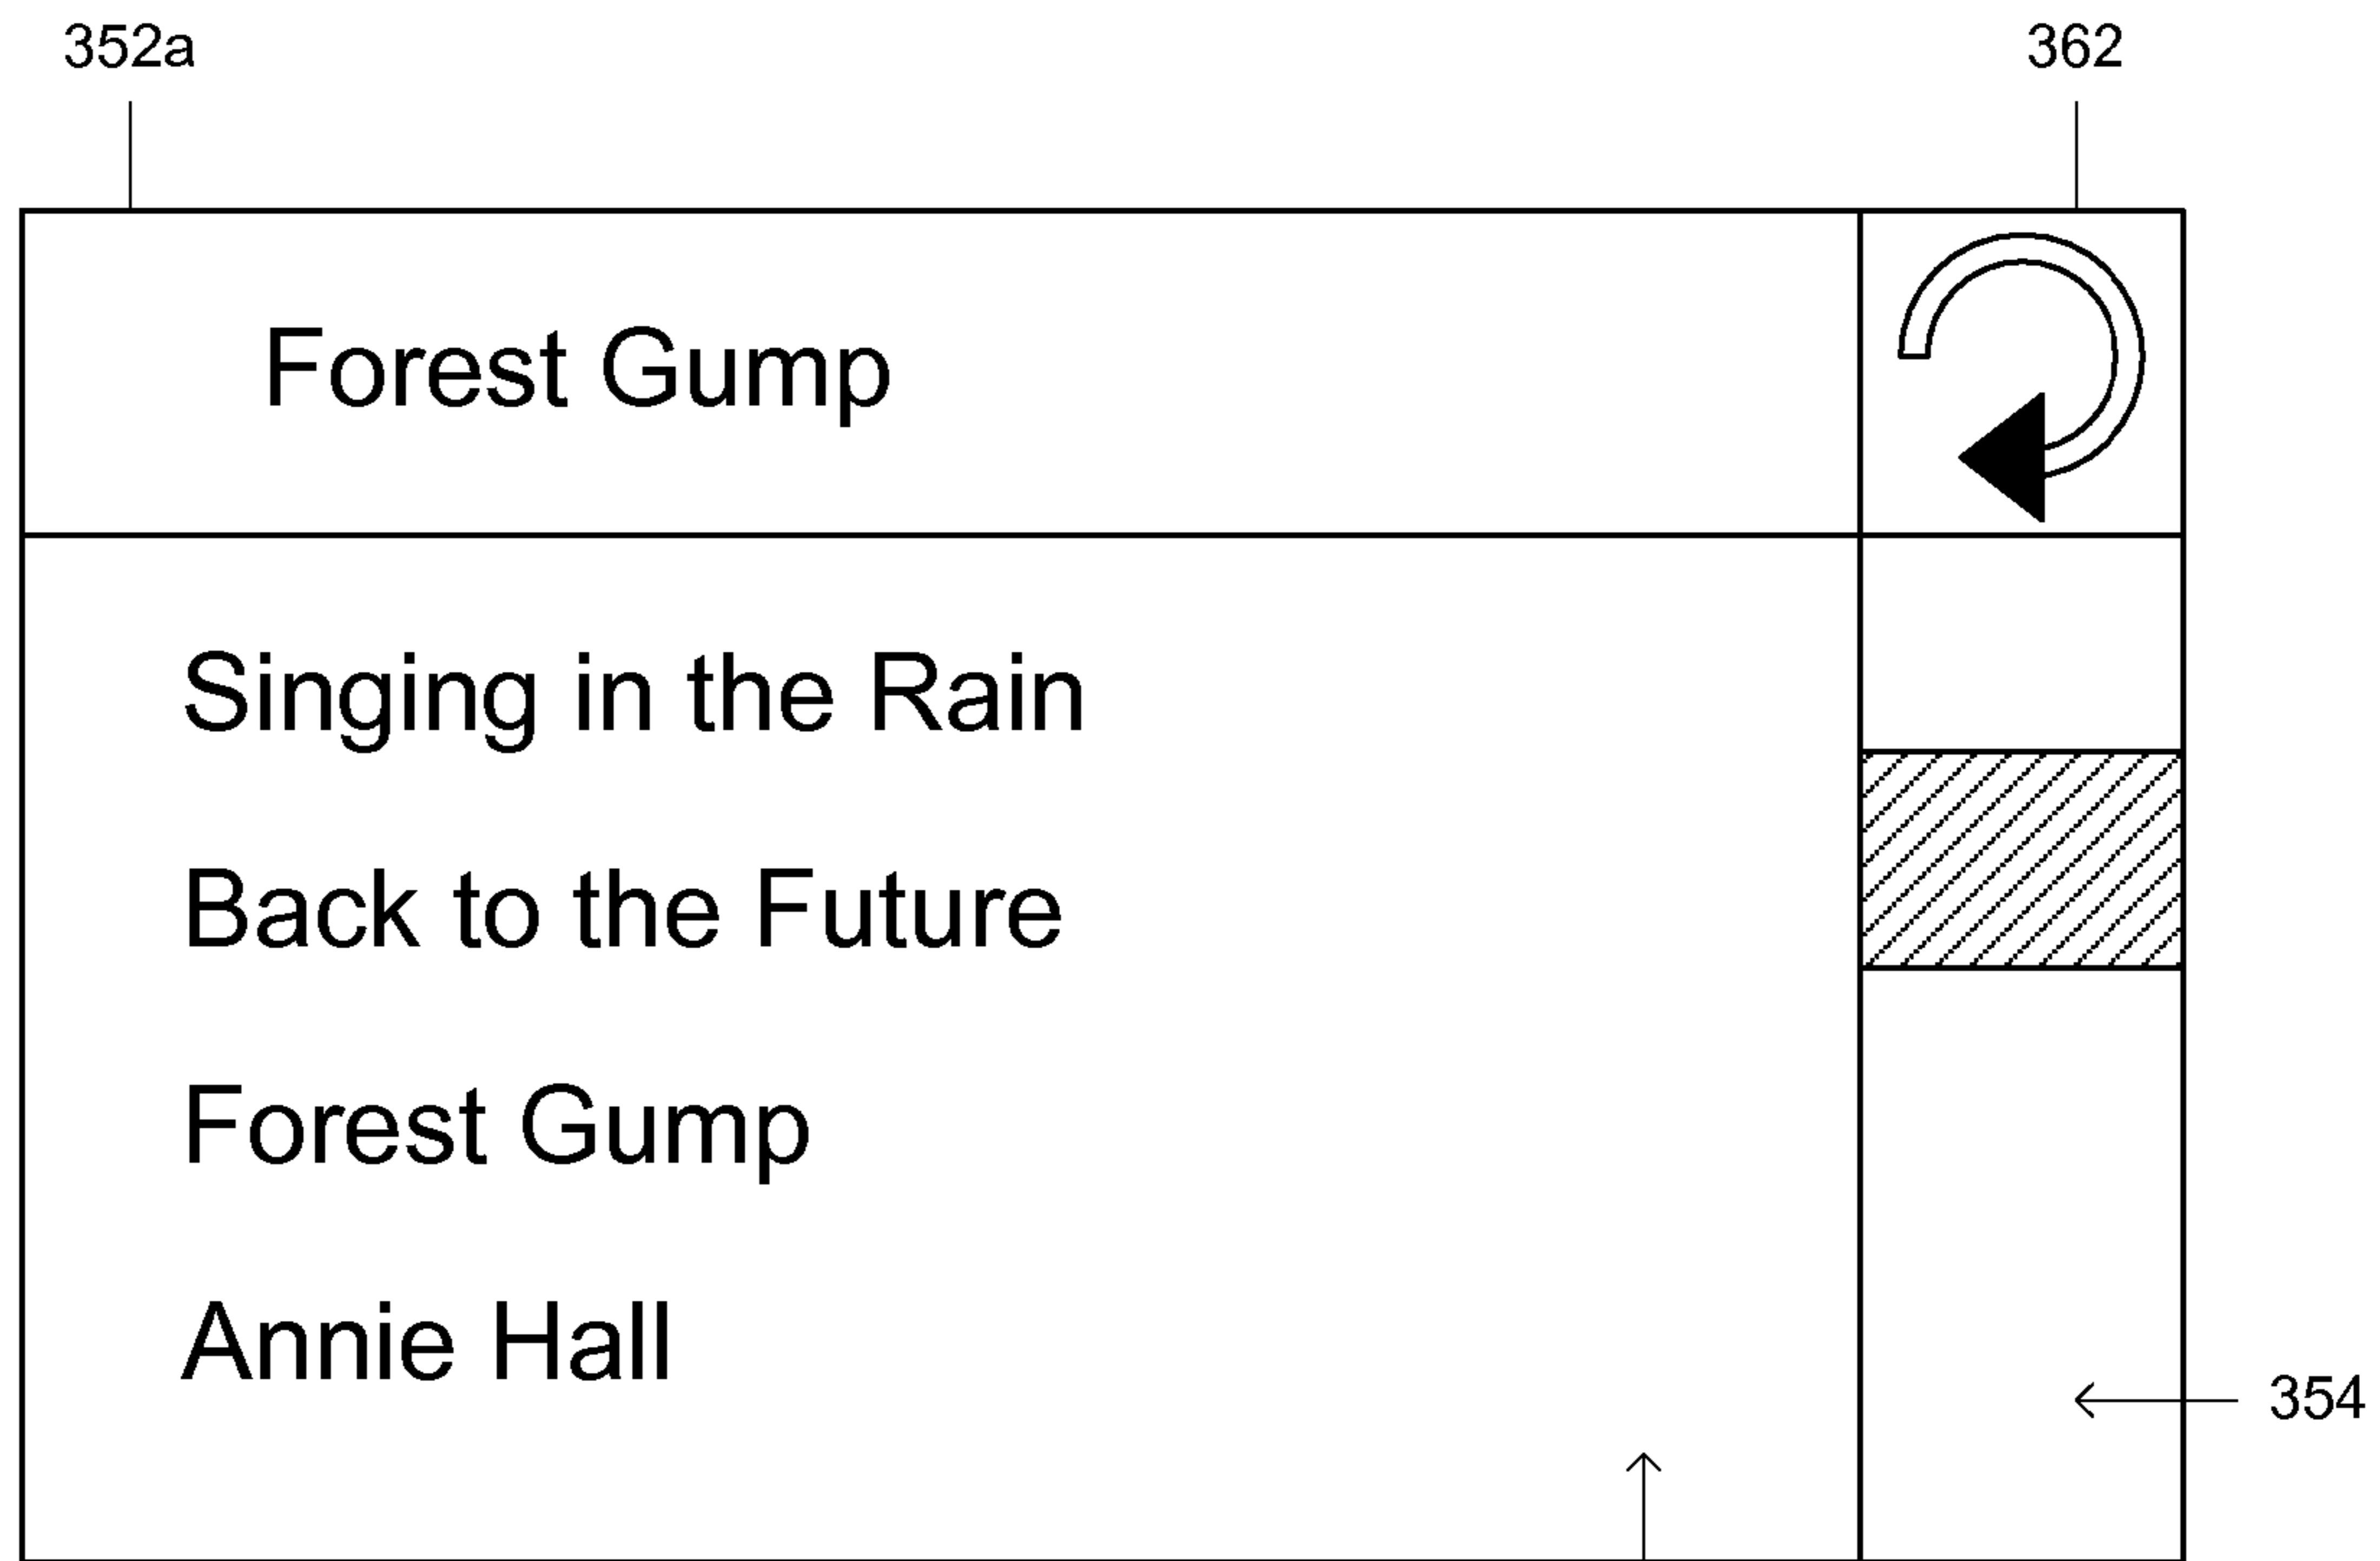 352a 362
Forest Gump
Singing in the Rain
Back to the Future
Forest Gump
Annie Hall
354